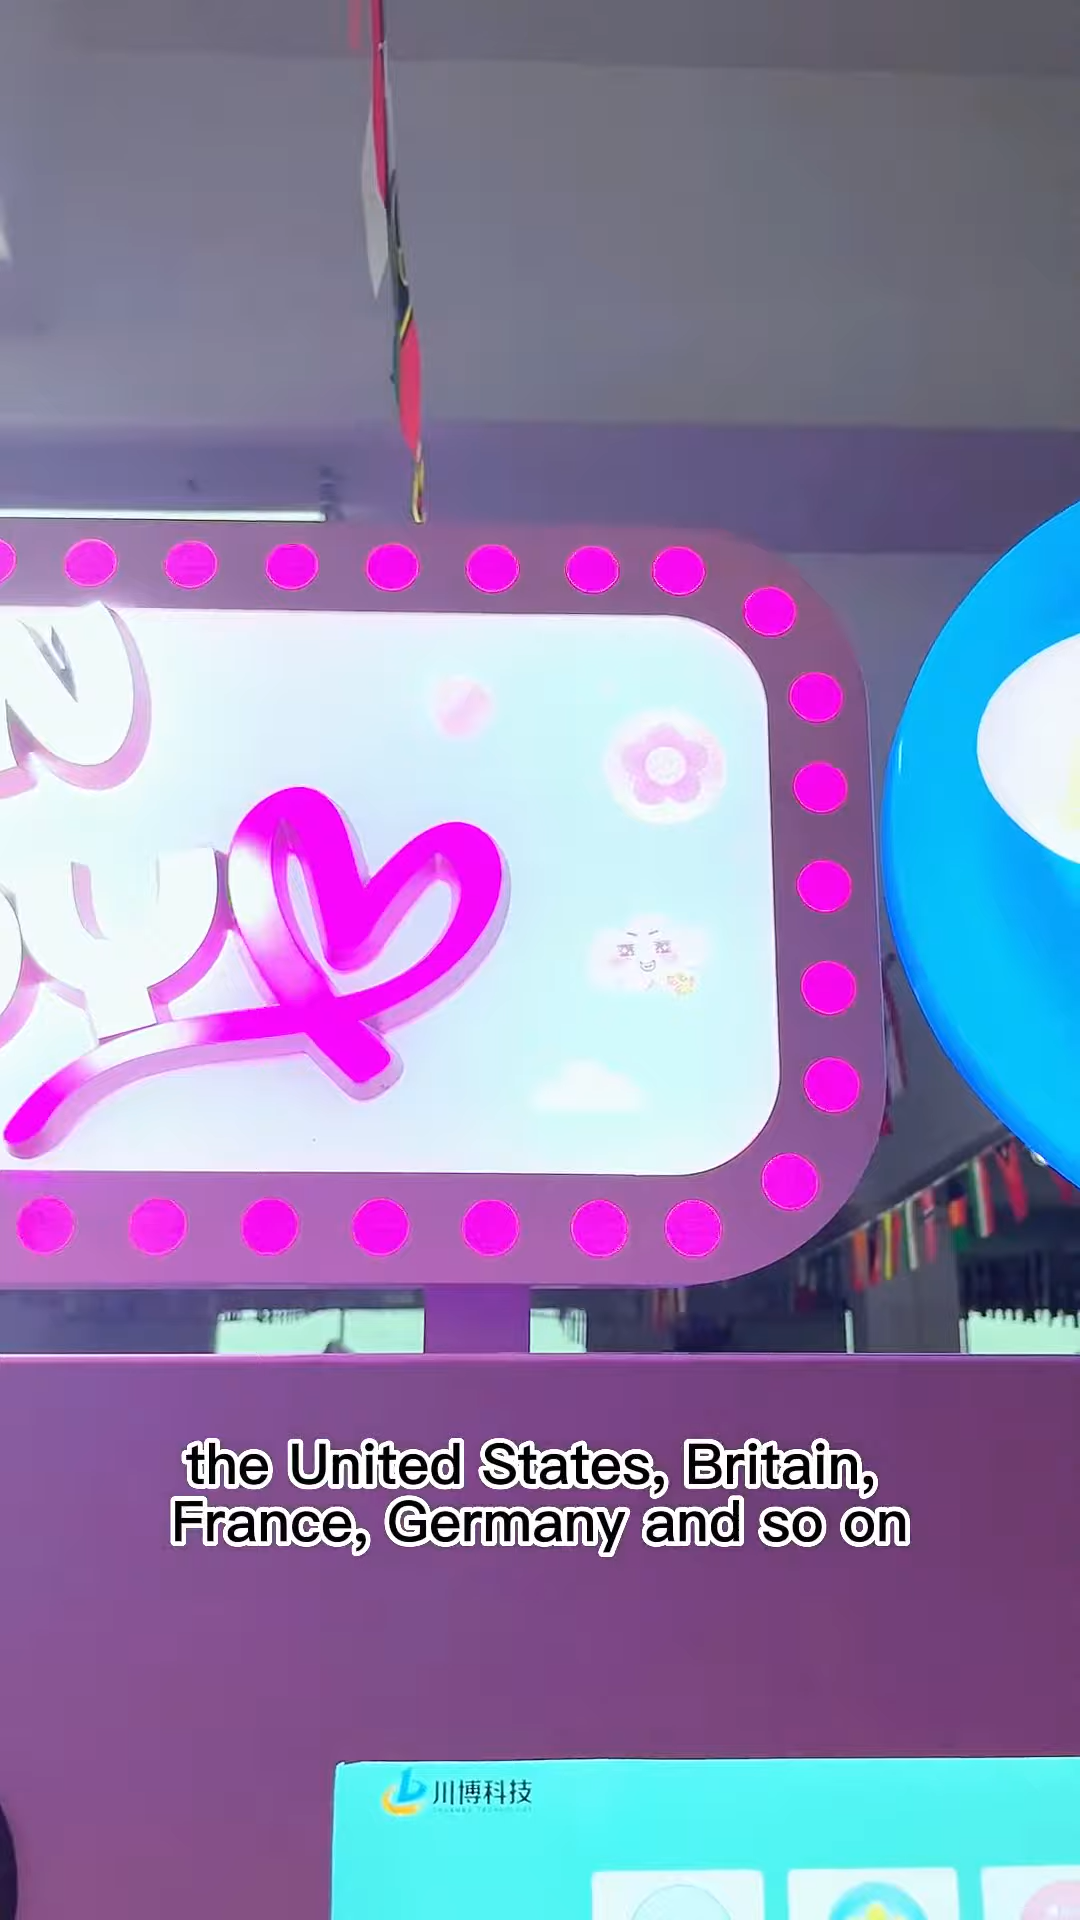 the United States, Britain,
France, Germany and so on
川博科技